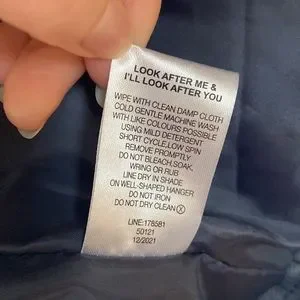 LOOK AFTER ME &
I'LL LOOK AFTER YOU
WIPE WITH CLEAN DAMP CLOTH
COLD GENTLE MACHINE WASH
WITH LIKE COLOURS POSSIBLE
USING MILD DETERGENT
SHORT CYCLE,LOW SPIN
REMOVE PROMPTLY
DO NOT BLEACH,SOAK,
WRING OR RUB
LINE DRY IN SHADE
ON WELL-SHAPED HANGER
DO NOT IRON
DO NOT DRY CLEAN Ⓧ
LINE:178581
50121
12/2021